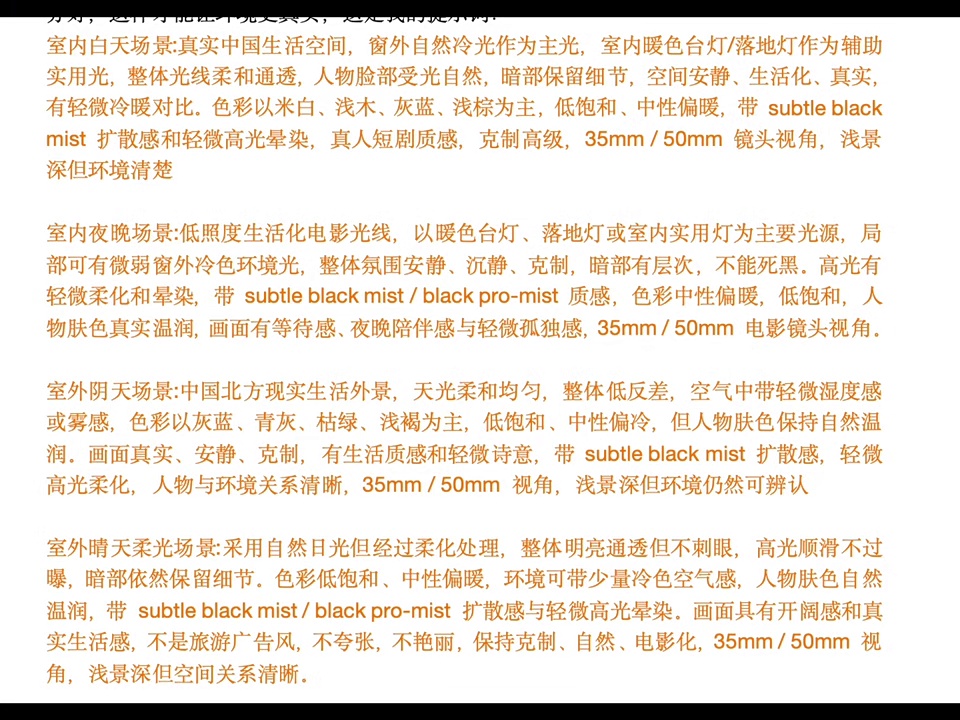 室内白天场景:真实中国生活空间，窗外自然冷光作为主光，室内暖色台灯/落地灯作为辅助
实用光，整体光线柔和通透，人物脸部受光自然，暗部保留细节，空间安静、生活化、真实，
有轻微冷暖对比。色彩以米白、浅木、灰蓝、浅棕为主，低饱和、中性偏暖，带 subtle black
mist 扩散感和轻微高光晕染，真人短剧质感，克制高级，35mm / 50mm 镜头视角，浅景
深但环境清楚
室内夜晚场景:低照度生活化电影光线，以暖色台灯、落地灯或室内实用灯为主要光源，局
部可有微弱窗外冷色环境光，整体氛围安静、沉静、克制，暗部有层次，不能死黑。高光有
轻微柔化和晕染，带 subtle black mist / black pro-mist 质感，色彩中性偏暖，低饱和，人
物肤色真实温润，画面有等待感、夜晚陪伴感与轻微孤独感，35mm / 50mm 电影镜头视角。
室外阴天场景:中国北方现实生活外景，天光柔和均匀，整体低反差，空气中带轻微湿度感
或雾感，色彩以灰蓝、青灰、枯绿、浅褐为主，低饱和、中性偏冷，但人物肤色保持自然温
润。画面真实、安静、克制，有生活质感和轻微诗意，带 subtle black mist 扩散感，轻微
高光柔化，人物与环境关系清晰，35mm / 50mm 视角，浅景深但环境仍然可辨认
室外晴天柔光场景:采用自然日光但经过柔化处理，整体明亮通透但不刺眼，高光顺滑不过
曝，暗部依然保留细节。色彩低饱和、中性偏暖，环境可带少量冷色空气感，人物肤色自然
温润，带 subtle black mist / black pro-mist 扩散感与轻微高光晕染。画面具有开阔感和真
实生活感，不是旅游广告风，不夸张，不艳丽，保持克制、自然、电影化，35mm / 50mm 视
角，浅景深但空间关系清晰。